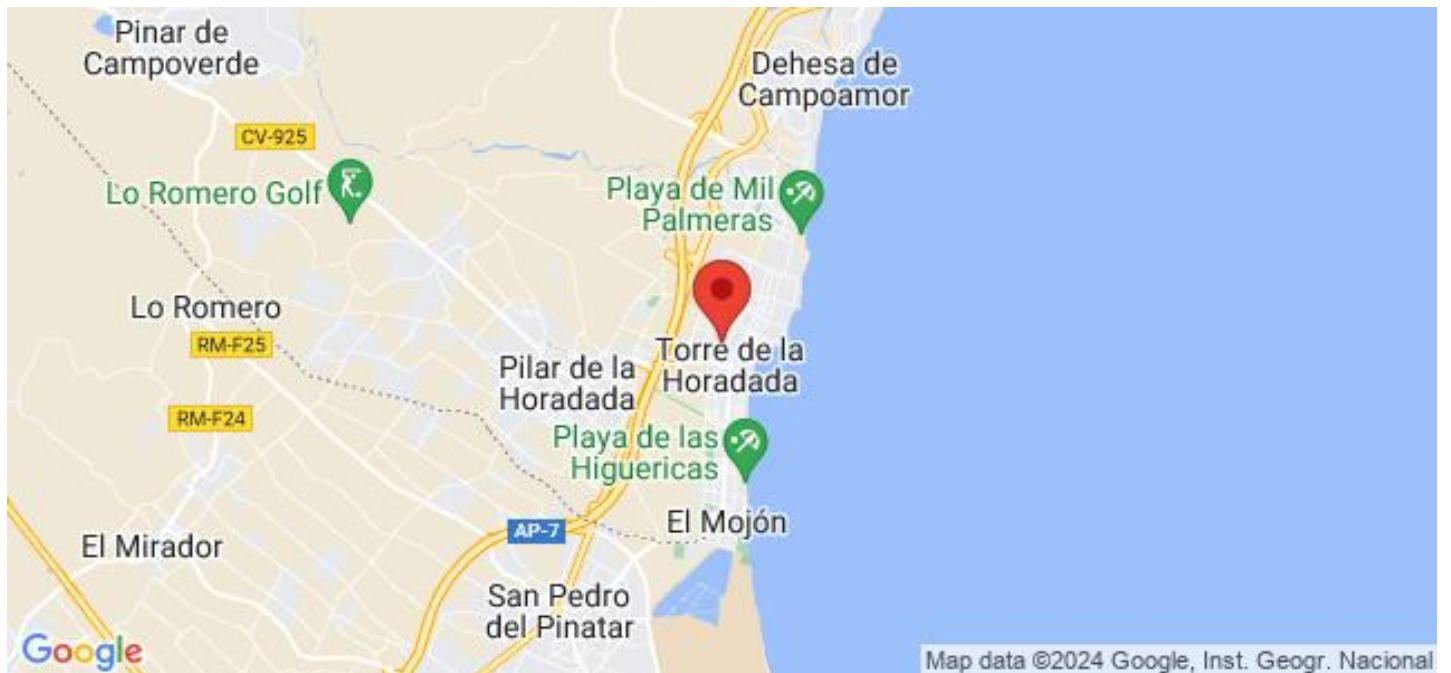 Pinar de
Campoverde
Dehesa de
Campoamor
CV-925
Lo Romero Golf
Playa de Mil
Palmeras
Lo Romero
RM-F25
Torre de la
Horadada
Pilar de la
Horadada
RM-F24
Playa de las
Higuericas
El Mojón
AP-7
El Mirador
San Pedro
del Pinatar
Google
Map data ©2024 Google, Inst. Geogr. Nacional